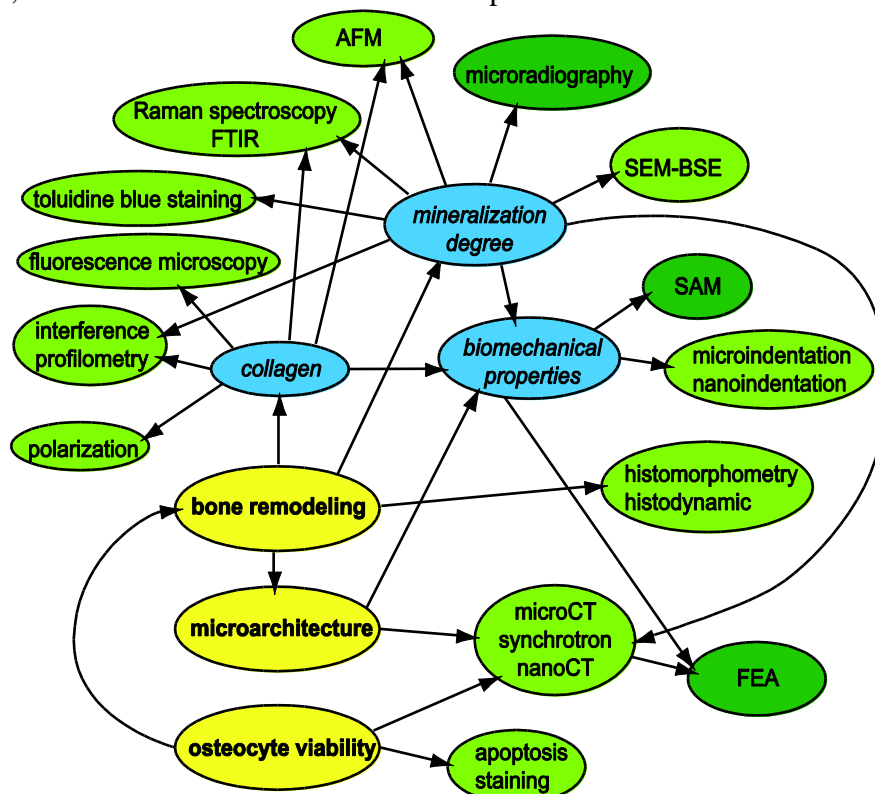 AFM
microradiography
Raman spectroscopy
FTIR
SEM-BSE
toluidine blue staining
mineralization
degree
fluorescence microscopy
SAM
interference
profilometry
collagen
biomechanical
properties
microindentation
nanoindentation
polarization
bone remodeling
histomorphometry
histodynamic
microarchitecture
microCT
synchrotron
nanoCT
FEA
osteocyte viability
apoptosis
staining